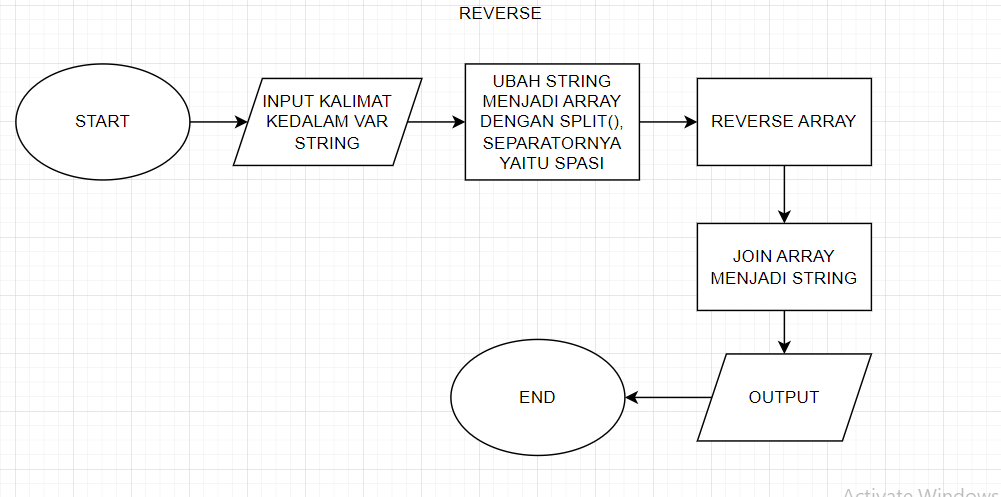 REVERSE
START
INPUT KALIMAT
KEDALAM VAR
STRING
UBAH STRING
MENJADI ARRAY
DENGAN SPLIT(),
SEPARATORNYA
YAITU SPASI
REVERSE ARRAY
JOIN ARRAY
MENJADI STRING
OUTPUT
END
Activate Windows